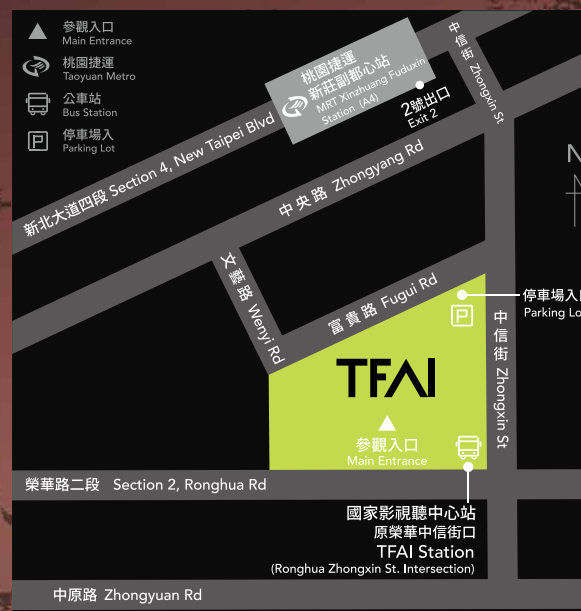 參觀入口
Main Entrance
桃園捷運
Taoyuan Metro
公車站
Bus Station
P
停車場入
Parking Lot
中信街 Zhongxin St
桃園捷運
新莊副都心站
MRT Xinzhuang Fuduxin
Station (A4)
2號出口
Exit 2
N
新北大道四段 Section 4, New Taipei Blvd
中央路 Zhongyang Rd
文藝路 Wenyi Rd
富貴路 Fugui Rd
停車場入
Parking Lo
P
中信街 Zhongxin St
TFAI
參觀入口
Main Entrance
榮華路二段 Section 2, Ronghua Rd
國家影視聽中心站
原榮華中信街口
TFAI Station
(Ronghua Zhongxin St. Intersection)
中原路 Zhongyuan Rd